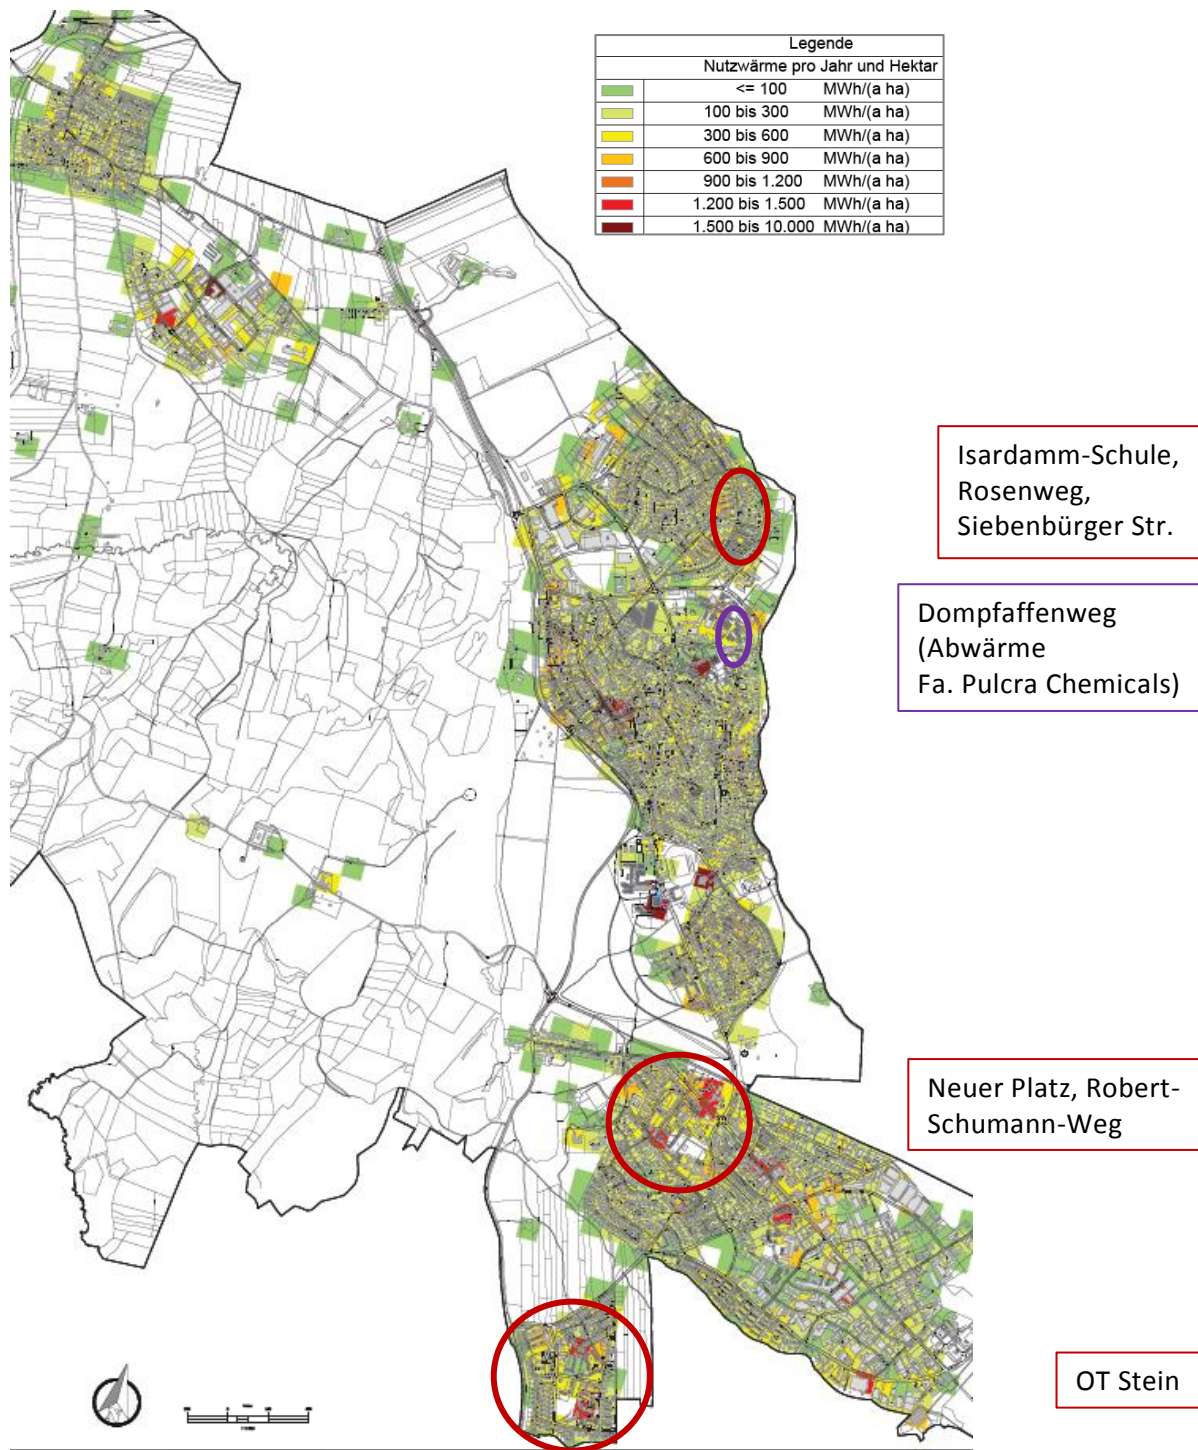 Legende
Nutzwärme pro Jahr und Hektar
<= 100 MWh/(a ha)
100 bis 300 MWh/(a ha)
300 bis 600 MWh/(a ha)
600 bis 900 MWh/(a ha)
900 bis 1.200 MWh/(a ha)
1.200 bis 1.500 MWh/(a ha)
1.500 bis 10.000 MWh/(a ha)
Isardamm-Schule,
Rosenweg,
Siebenbürger Str.
Dompfaffenweg
(Abwärme
Fa. Pulcra Chemicals)
Neuer Platz, Robert-
Schumann-Weg
OT Stein